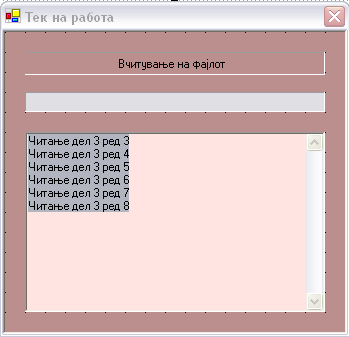 Тек на работа
Вчитување на фајлот
Читање дел 3 ред 3
Читање дел 3 ред 4
Читање дел 3 ред 5
Читање дел 3 ред 6
Читање дел 3 ред 7
Читање дел 3 ред 8